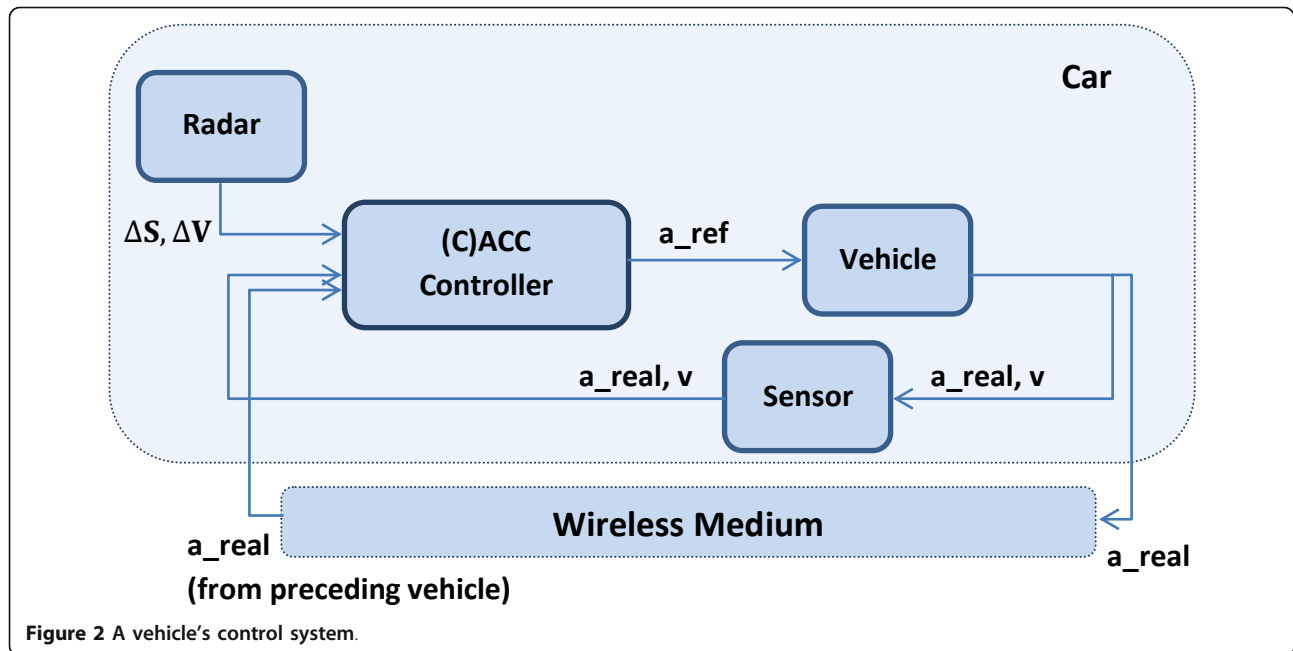 Car
Radar
ΔS, ΔV
(C)ACC
Controller
a_ref
Vehicle
a_real, v
Sensor
a_real, v
Wireless Medium
a_real
(from preceding vehicle)
a_real
Figure 2 A vehicle's control system.